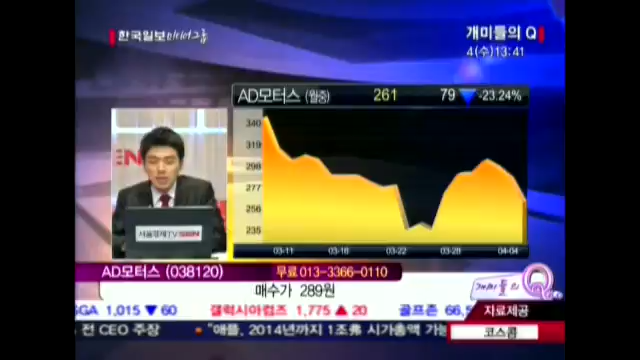 한국일보미디어그룹
개미들의 Q
4(수)13:41
AD모터스 (월중) 261 79 ▼ -23.24%
340
319
298
277
256
235
03-11 03-18 03-22 03-28 04-04
서울경제TV SEN
AD모터스 (038120) 무료 013-3366-0110
매수가 289원
개미들의 Q
SGA 1,015 ▼ 60 갤럭시아컴즈 1,775 ▲ 20 골프존 66,5
자료제공
전 CEO 주장 "애플, 2014년까지 1조弗 시가총액 가능
코스콤